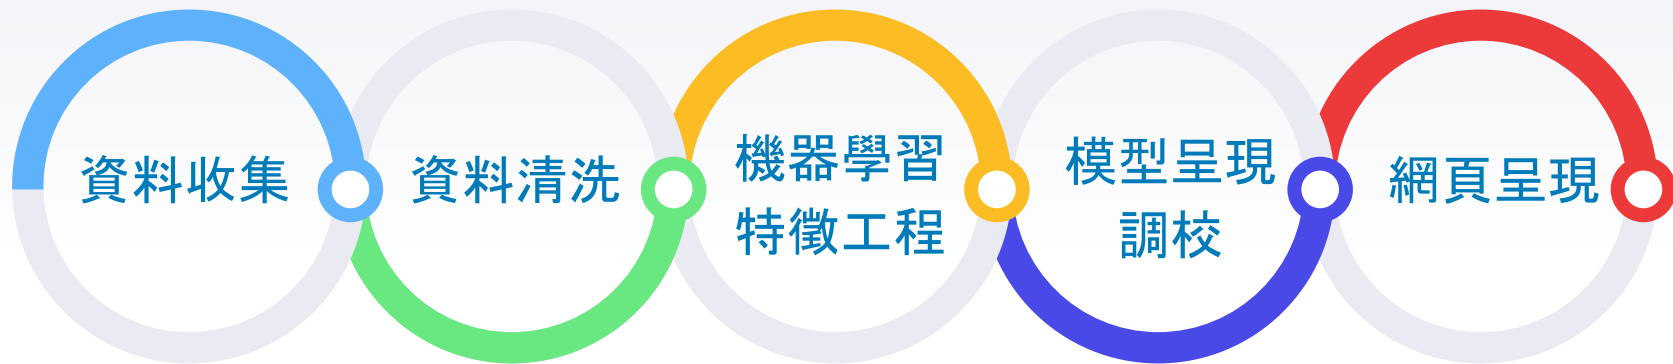 資料收集
資料清洗
機器學習
特徵工程
模型呈現
調校
網頁呈現